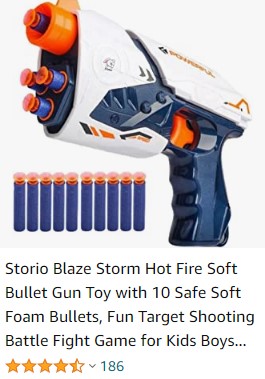 POWERFUL
Storio Blaze Storm Hot Fire Soft
Bullet Gun Toy with 10 Safe Soft
Foam Bullets, Fun Target Shooting
Battle Fight Game for Kids Boys...
186